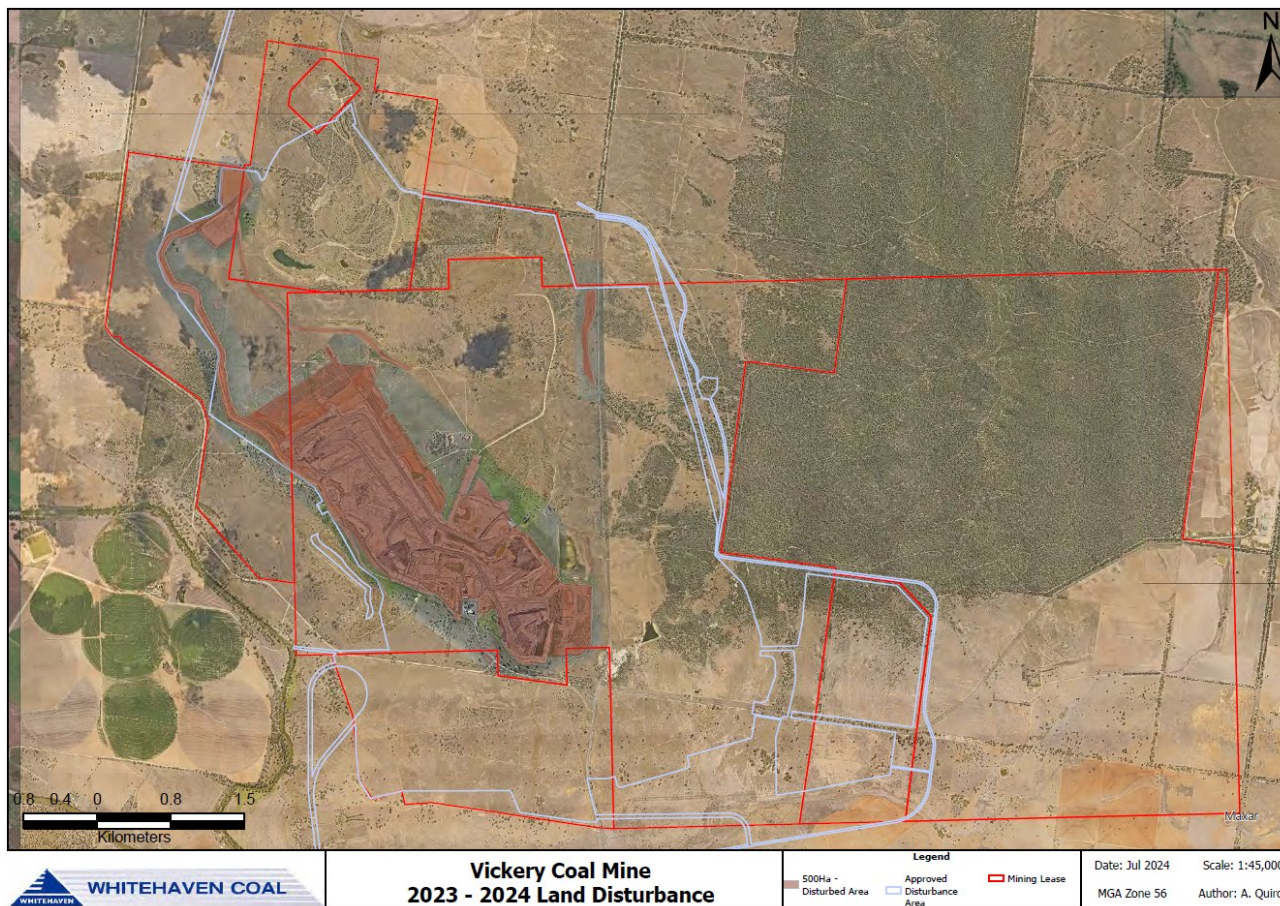 N
0.8 0.4 0 0.8 1.5
Kilometers
Maxar
WHITEHAVEN
WHITEHAVEN COAL
Vickery Coal Mine
2023 - 2024 Land Disturbance
Legend
500Ha -
Disturbed Area
Approved
Disturbance
Area
Mining Lease
Date: Jul 2024
Scale: 1:45,000
MGA Zone 56
Author: A. Quiro